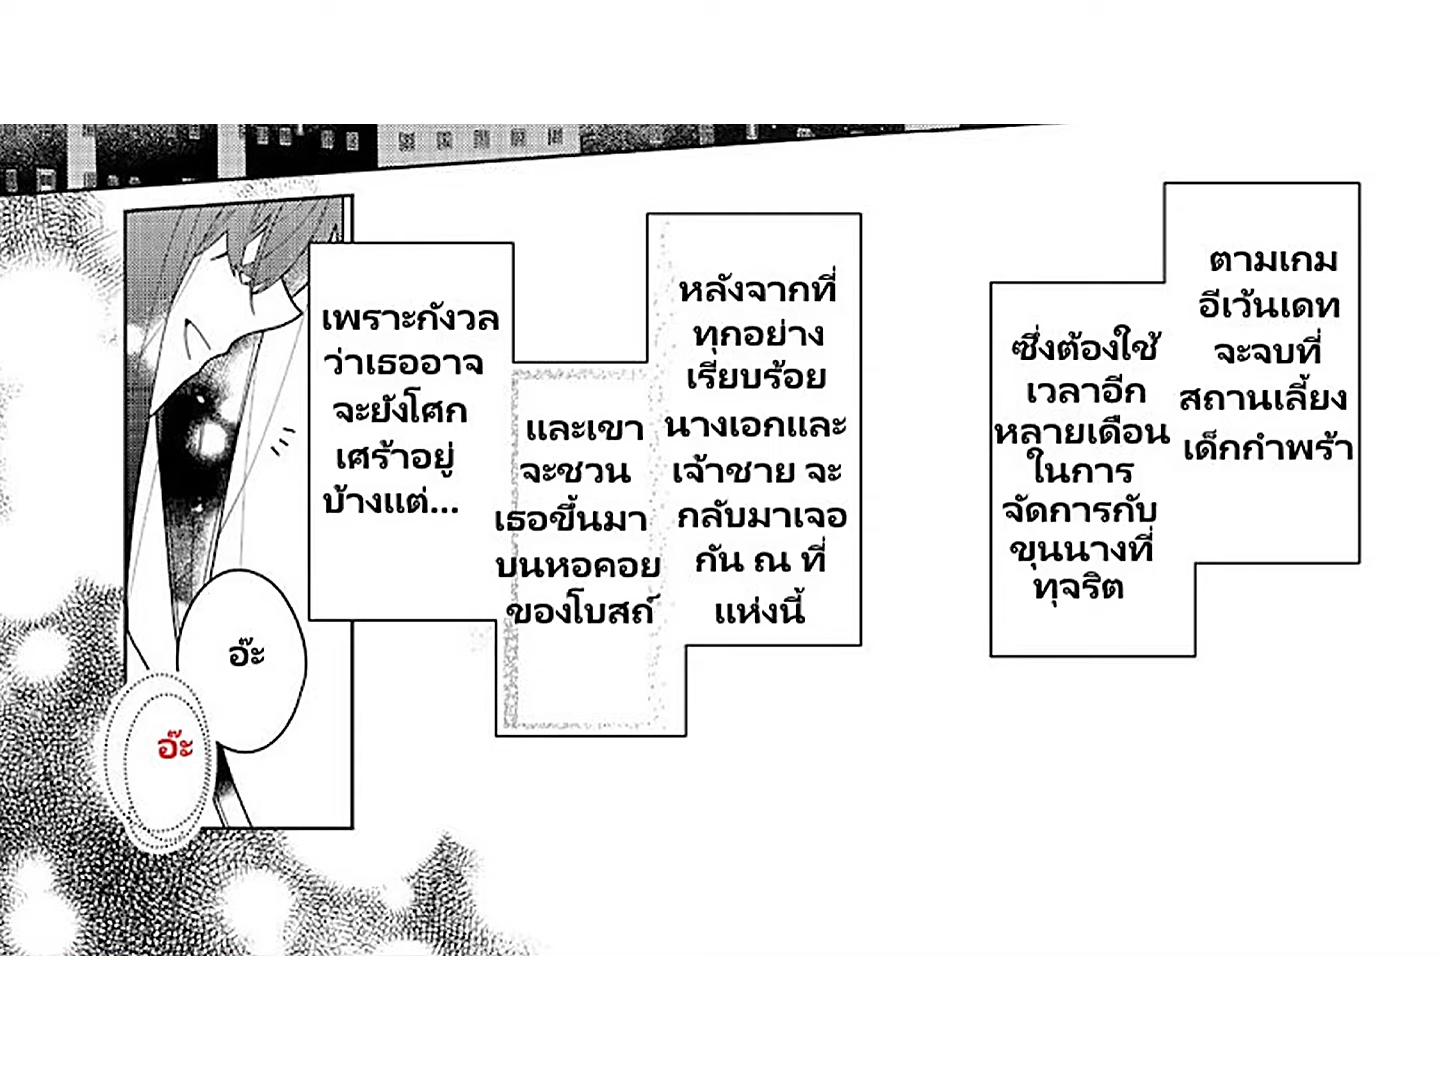 ตามเกม
อีเว้นเดท
จะจบที่
สถานเลี้ยง
เด็กกำพร้า
ซึ่งต้องใช้
เวลาอีก
หลายเดือน
ในการ
จัดการกับ
ขุนนางที่
ทุจริต
หลังจากที่
ทุกอย่าง
เรียบร้อย
นางเอกและ
เจ้าชาย จะ
กลับมาเจอ
กัน ณ ที่
แห่งนี้
และเขา
จะชวน
เธอขึ้นมา
บนหอคอย
ของโบสถ์
เพราะกังวล
ว่าเธออาจ
จะยังโศก
เศร้าอยู่
บ้างแต่...
อ๊ะ
อ๊ะ